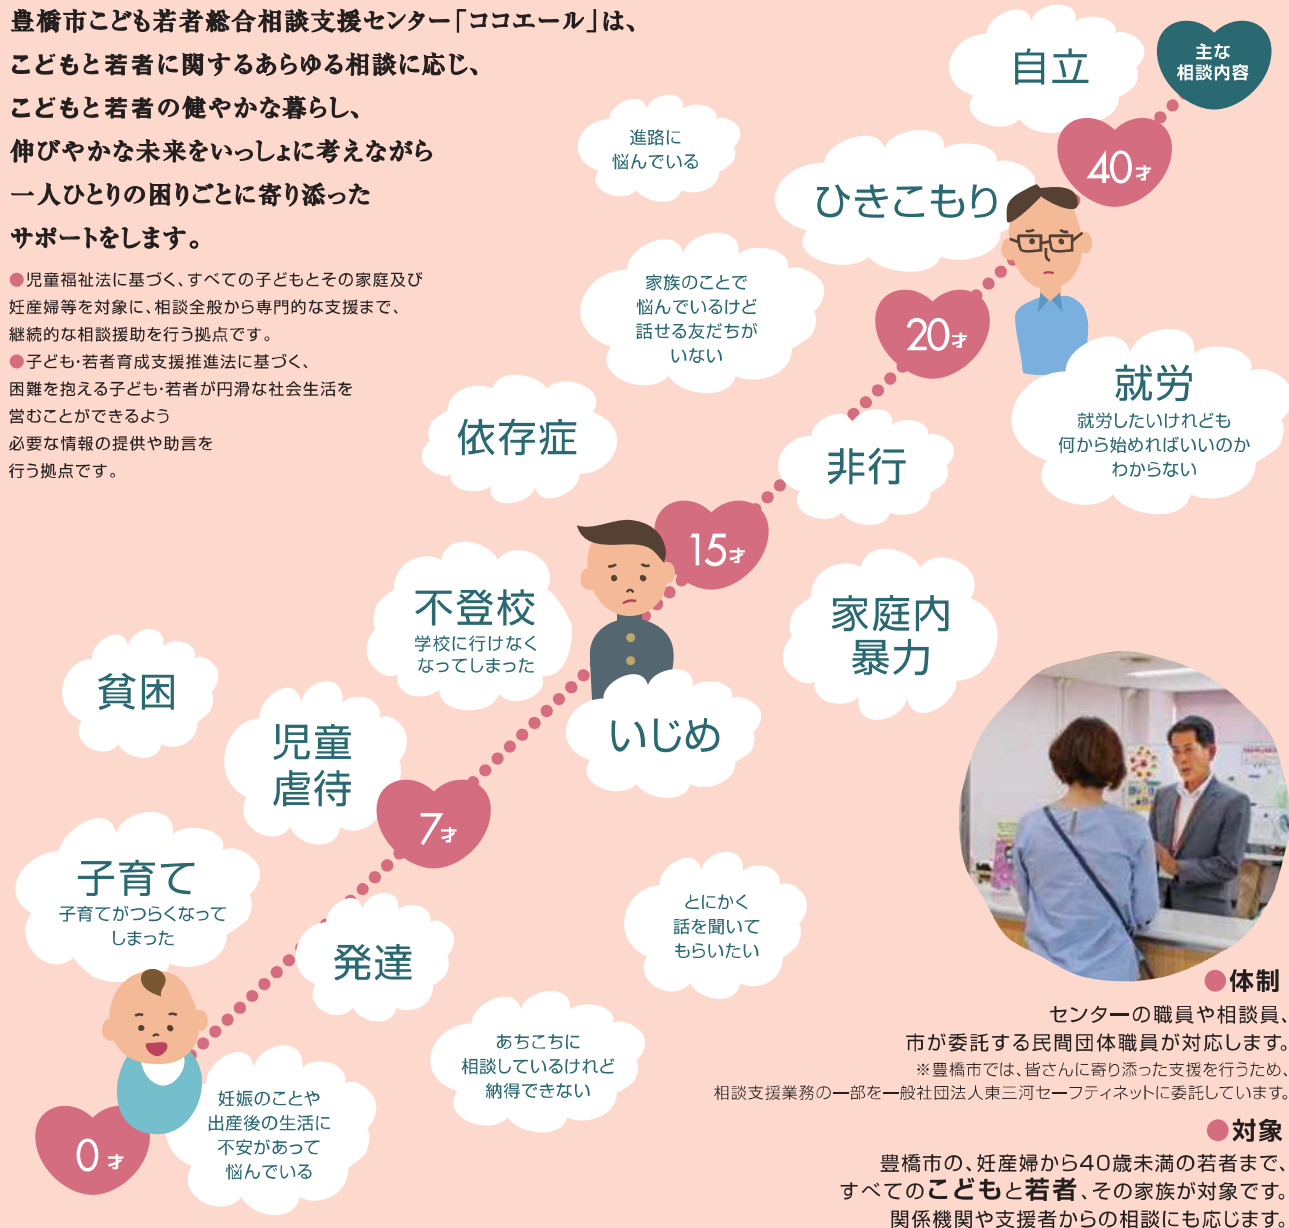 豊橋市こども若者総合相談支援センター「ココエール」は、
こどもと若者に関するあらゆる相談に応じ、
こどもと若者の健やかな暮らし、
伸びやかな未来をいっしょに考えながら
一人ひとりの困りごとに寄り添った
サポートをします。
●児童福祉法に基づく、すべての子どもとその家庭及び
妊産婦等を対象に、相談全般から専門的な支援まで、
継続的な相談援助を行う拠点です。
●子ども・若者育成支援推進法に基づく、
困難を抱える子ども・若者が円滑な社会生活を
営むことができるよう
必要な情報の提供や助言を
行う拠点です。
主な
相談内容
自立
40才
進路に
悩んでいる
ひきこもり
家族のことで
悩んでいるけど
話せる友だちが
いない
20才
就労
就労したいけれども
何から始めればいいのか
わからない
依存症
非行
15才
不登校
学校に行けなく
なってしまった
家庭内
暴力
貧困
いじめ
児童
虐待
7才
子育て
子育てがつらくなって
しまった
発達
とにかく
話を聞いて
もらいたい
あちこちに
相談しているけれど
納得できない
妊娠のことや
出産後の生活に
不安があって
悩んでいる
0才
●体制
センターの職員や相談員、
市が委託する民間団体職員が対応します。
※豊橋市では、皆さんに寄り添った支援を行うため、
相談支援業務の一部を一般社団法人東三河セーフティネットに委託しています。
●対象
豊橋市の、妊産婦から40歳未満の若者まで、
すべてのこどもと若者、その家族が対象です。
関係機関や支援者からの相談にも応じます。